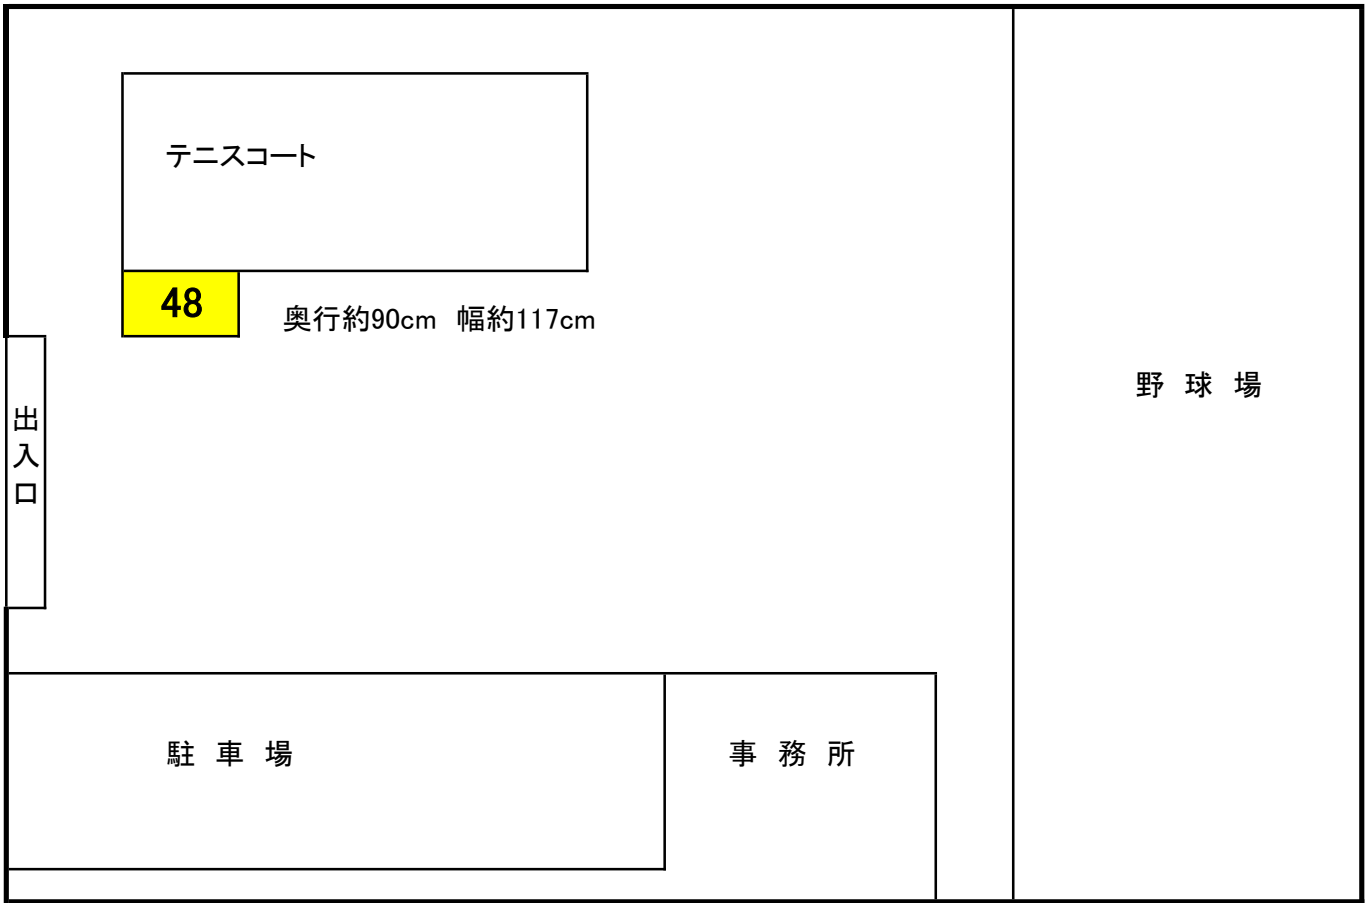 テニスコート
48
奥行約90cm 幅約117cm
野 球 場
出入口
駐 車 場
事 務 所